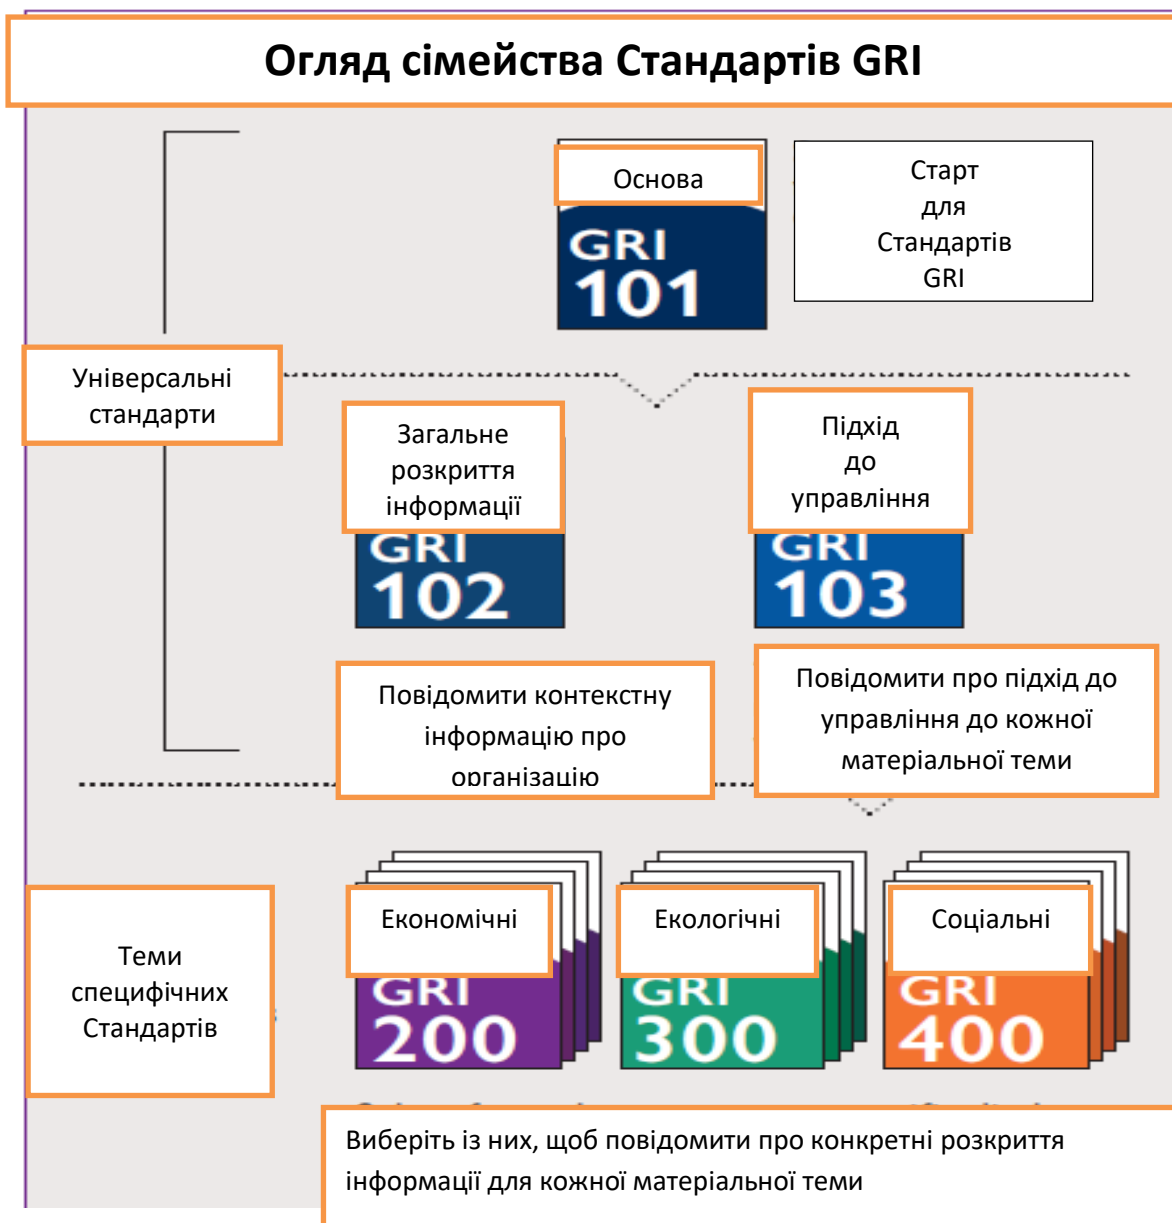 Огляд сімейства Стандартів GRI
Основа
GRI
101
Старт
для
Стандартів
GRI
Універсальні
стандарти
Загальне
розкриття
інформації
GRI
102
Підхід
до
управління
GRI
103
Повідомити контекстну
інформацію про
організацію
Повідомити про підхід до
управління до кожної
матеріальної теми
Теми
специфічних
Стандартів
Економічні
GRI
200
Екологічні
GRI
300
Соціальні
GRI
400
Виберіть із них, щоб повідомити про конкретні розкриття
інформації для кожної матеріальної теми